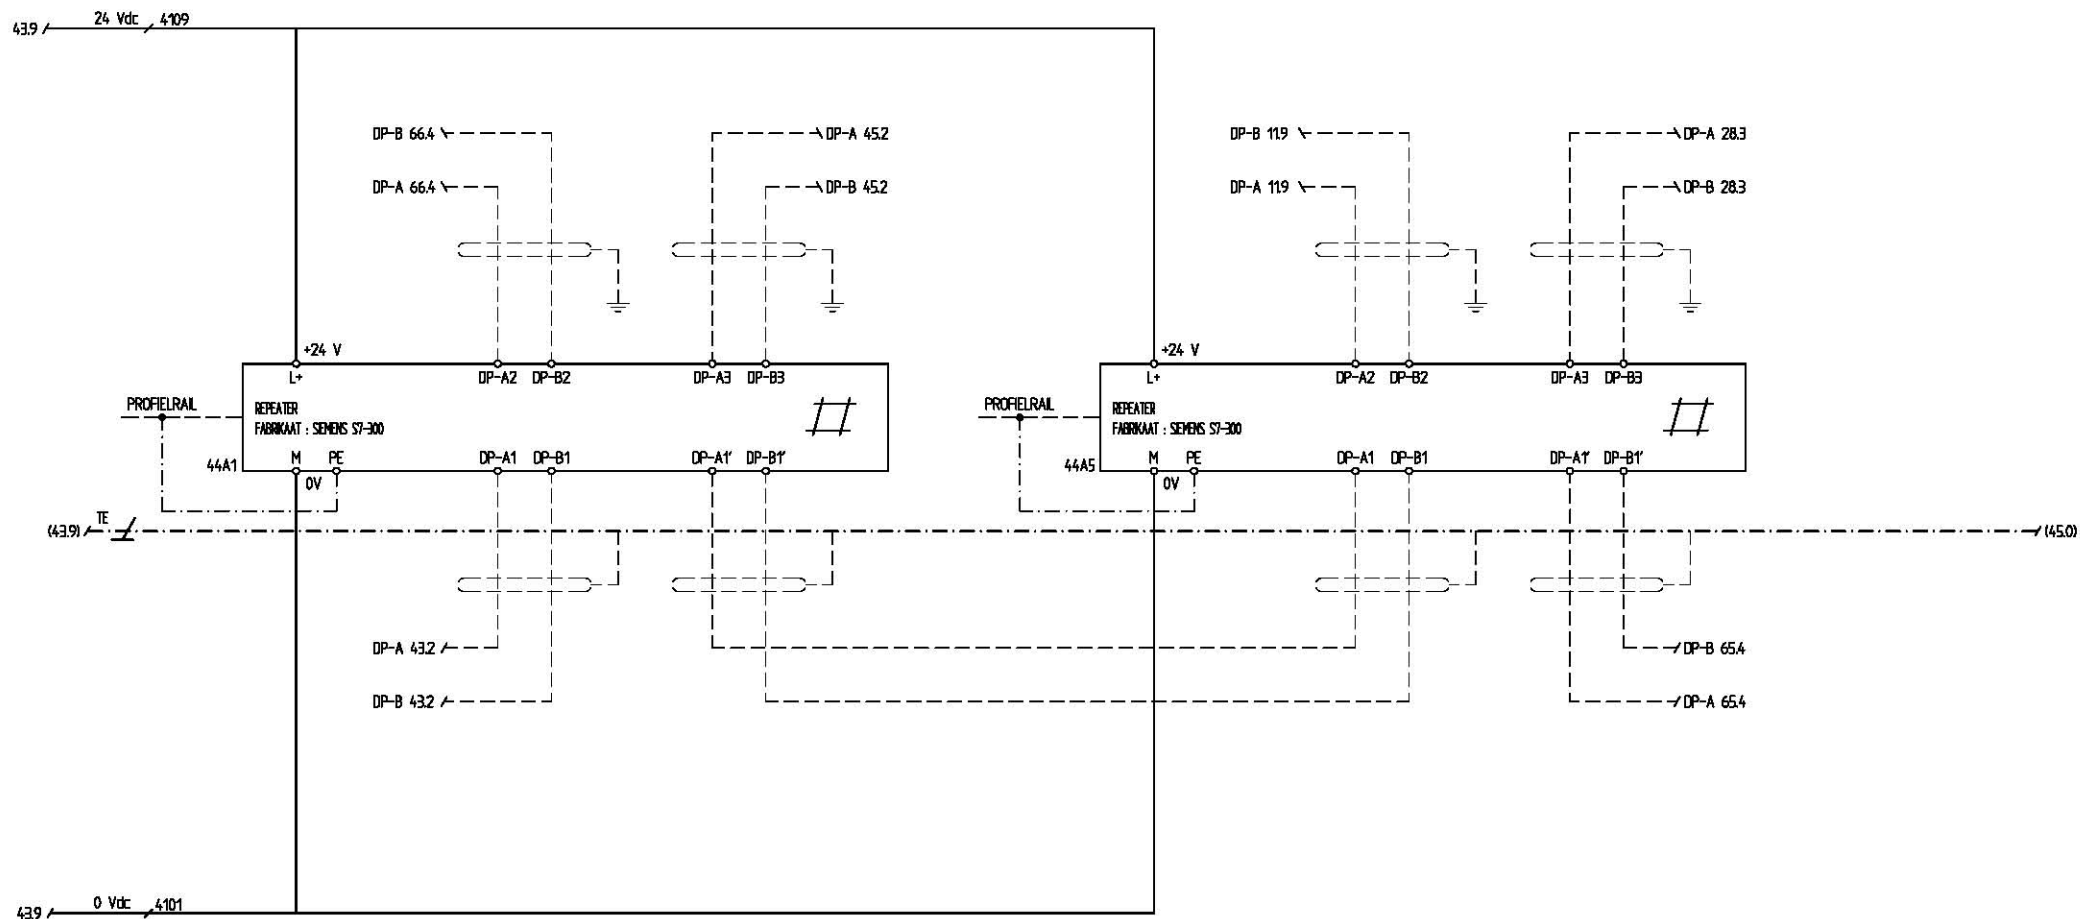 24 Vdc 4109
43.9
DP-B 66.4 DP-A 45.2 DP-B 11.9 DP-A 28.3
DP-A 66.4 DP-B 45.2 DP-A 11.9 DP-B 28.3
+24 V +24 V
L+ DP-A2 DP-B2 DP-A3 DP-B3 L+ DP-A2 DP-B2 DP-A3 DP-B3
PROFIELRAIL REPEATER PROFIELRAIL REPEATER
FABRIKAAT : SIEMENS S7-300 FABRIKAAT : SIEMENS S7-300
44A1 M PE DP-A1 DP-B1 DP-A1' DP-B1' 44A5 M PE DP-A1 DP-B1 DP-A1' DP-B1'
0V 0V
TE
(43.9) (45.0)
DP-A 43.2 DP-B 65.4
DP-B 43.2 DP-A 65.4
0 Vdc 4101
43.9